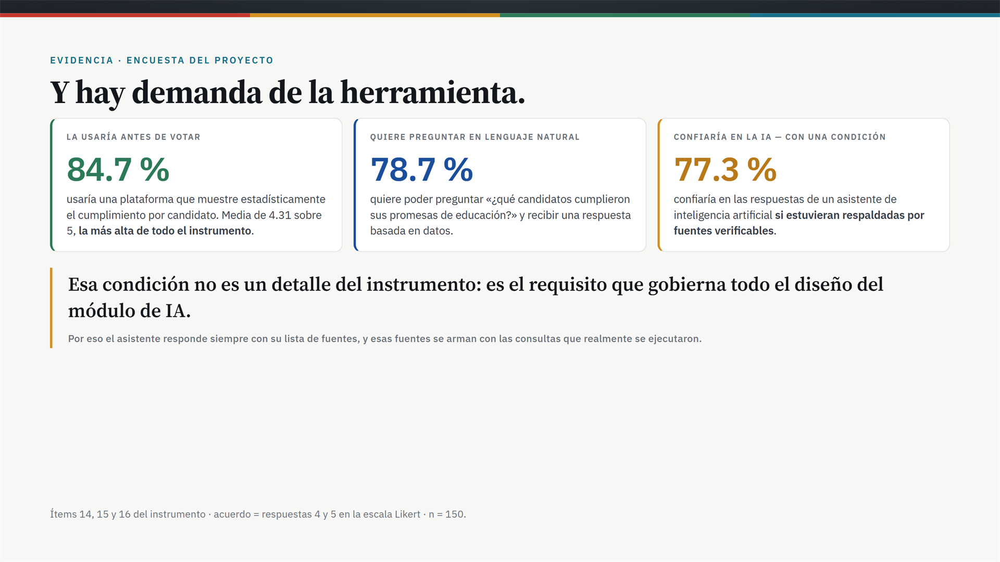 EVIDENCIA · ENCUESTA DEL PROYECTO
Y hay demanda de la herramienta.
LA USARÍA ANTES DE VOTAR
84.7 %
usaría una plataforma que muestre estadísticamente
el cumplimiento por candidato. Media de 4.31 sobre
5, la más alta de todo el instrumento.
QUIERE PREGUNTAR EN LENGUAJE NATURAL
78.7 %
quiere poder preguntar «¿qué candidatos cumplieron
sus promesas de educación?» y recibir una respuesta
basada en datos.
CONFIARÍA EN LA IA — CON UNA CONDICIÓN
77.3 %
confiaría en las respuestas de un asistente de
inteligencia artificial si estuvieran respaldadas por
fuentes verificables.
Esa condición no es un detalle del instrumento: es el requisito que gobierna todo el diseño del
módulo de IA.
Por eso el asistente responde siempre con su lista de fuentes, y esas fuentes se arman con las consultas que realmente se ejecutaron.
Ítems 14, 15 y 16 del instrumento · acuerdo = respuestas 4 y 5 en la escala Likert · n = 150.